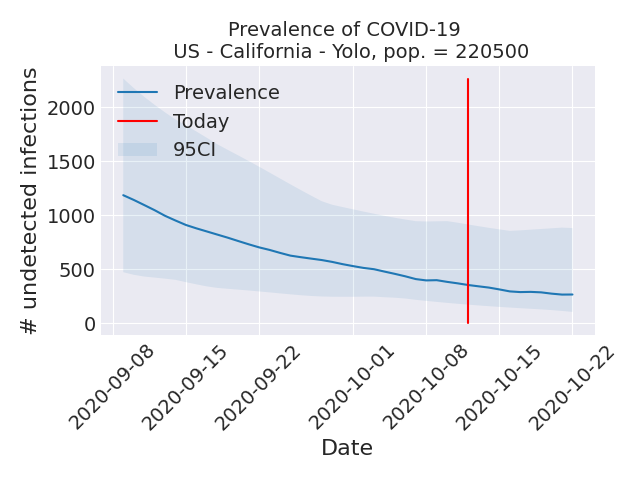 Prevalence of COVID-19
US - California - Yolo, pop. = 220500
# undetected infections
2000
1500
1000
500
0
Prevalence
Today
95CI
2020-09-08
2020-09-15
2020-09-22
2020-10-01
2020-10-08
2020-10-15
2020-10-22
Date